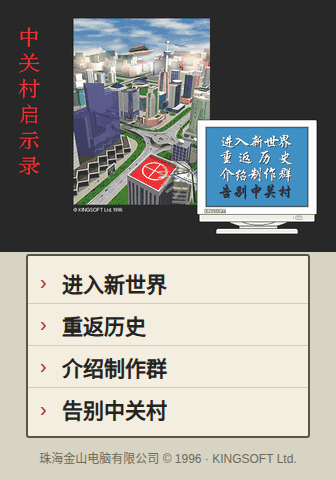 中关村启示录
© KINGSOFT Ltd. 1996
进入新世界
重返历史
介绍制作群
告别中关村
› 进入新世界
› 重返历史
› 介绍制作群
› 告别中关村
珠海金山电脑有限公司 © 1996 · KINGSOFT Ltd.